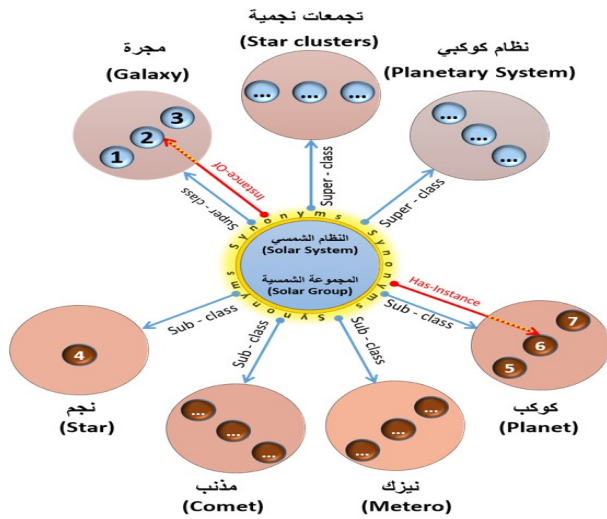 تجمعات نجمية
(Star clusters)
مجرة
(Galaxy)
نظام كوكبي
(Planetary System)
... ... ...
1 2 3
... ... ...
Instance-Of
Super-class
Super-class
Super-class
Synonyms Synonyms Synonyms Synonyms
النظام الشمسي
(Solar System)
المجموعة الشمسية
(Solar Group)
Has-Instance
Sub - class
Sub - class
Sub - class
Sub - class
4
5 6 7
نجم
(Star)
كوكب
(Planet)
... ... ...
... ... ...
مذنب
(Comet)
نيزك
(Metero)